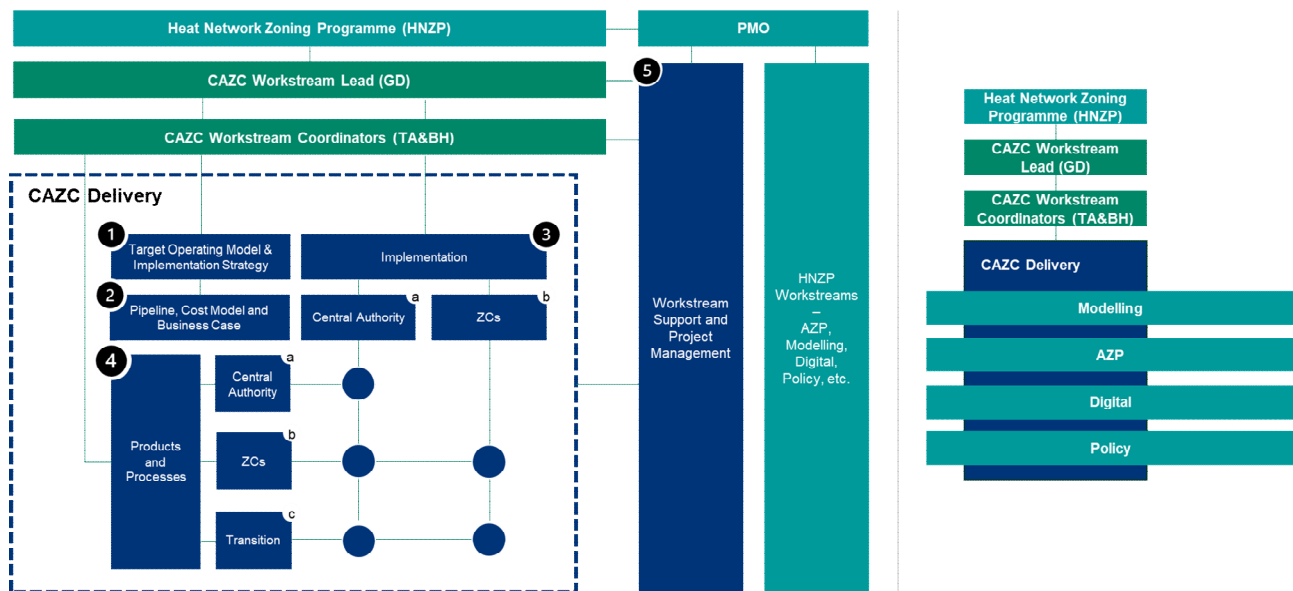 Heat Network Zoning Programme (HNZP)
PMO
CAZC Workstream Lead (GD)
5
CAZC Workstream Coordinators (TA&BH)
CAZC Delivery
1
Target Operating Model &
Implementation Strategy
3
Implementation
2
Pipeline, Cost Model and
Business Case
a
Central Authority
b
ZCs
4
Products
and
Processes
a
Central
Authority
b
ZCs
c
Transition
Workstream
Support and
Project
Management
HNZP
Workstreams
–
AZP,
Modelling,
Digital,
Policy, etc.
Heat Network Zoning
Programme (HNZP)
CAZC Workstream
Lead (GD)
CAZC Workstream
Coordinators (TA&BH)
CAZC Delivery
Modelling
AZP
Digital
Policy